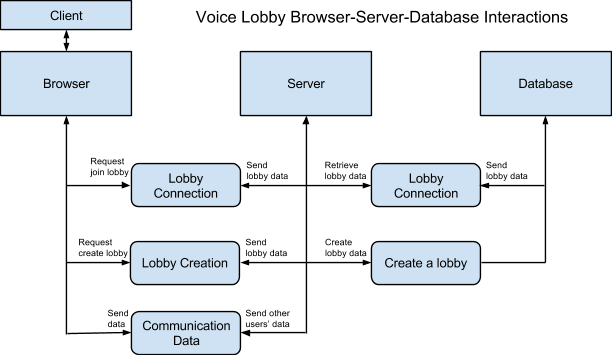 Client
Voice Lobby Browser-Server-Database Interactions
Browser
Server
Database
Request
join lobby
Lobby
Connection
Send
lobby data
Retrieve
lobby data
Lobby
Connection
Send
lobby data
Request
create lobby
Lobby Creation
Send
lobby data
Create
lobby data
Create a lobby
Send
data
Communication
Data
Send other
users' data